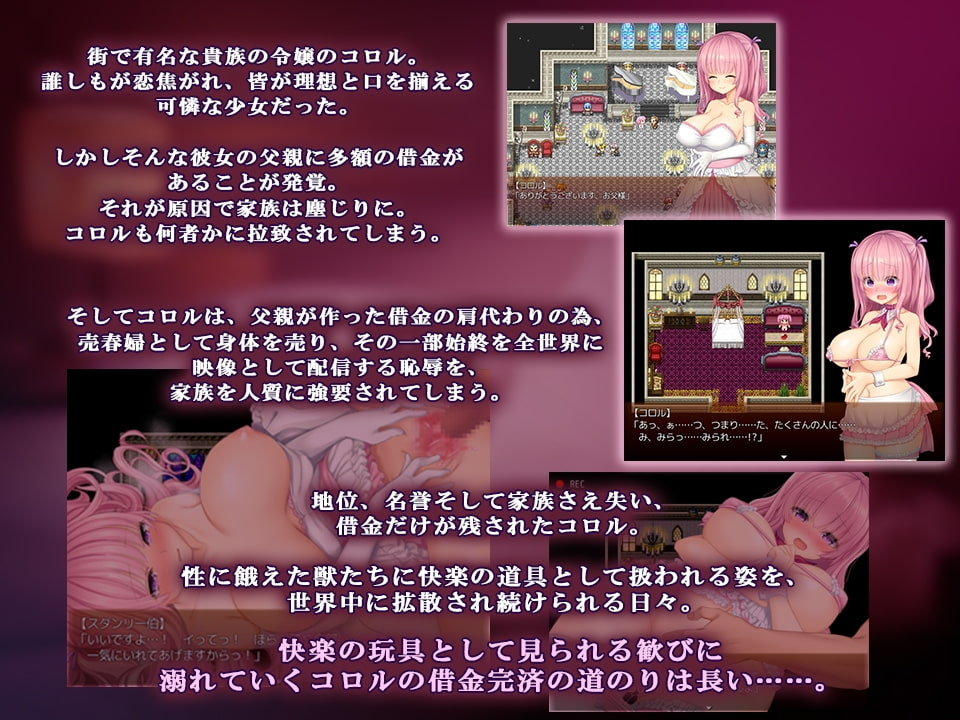 街で有名な貴族の令嬢のコロル。
誰しもが恋焦がれ、皆が理想と口を揃える
可憐な少女だった。
しかしそんな彼女の父親に多額の借金が
あることが発覚。
それが原因で家族は塵じりに。
コロルも何者かに拉致されてしまう。
【コロル】
「ありがとうございます、お父様」
そしてコロルは、父親が作った借金の肩代わりの為、
売春婦として身体を売り、その一部始終を全世界に
映像として配信する恥辱を、
家族を人質に強要されてしまう。
【コロル】
「あっ、ぁ……つ、つまり……た、たくさんの人に……
み、みらっ……みられ……!?」
REC
地位、名誉そして家族さえ失い、
借金だけが残されたコロル。
性に餓えた獣たちに快楽の道具として扱われる姿を、
世界中に拡散され続けられる日々。
【スタンリー伯】
「いいですよ…！ イってっ！ ほら
一気にいれてあげますからっ！」
快楽の玩具として見られる歓びに
溺れていくコロルの借金完済の道のりは長い……。